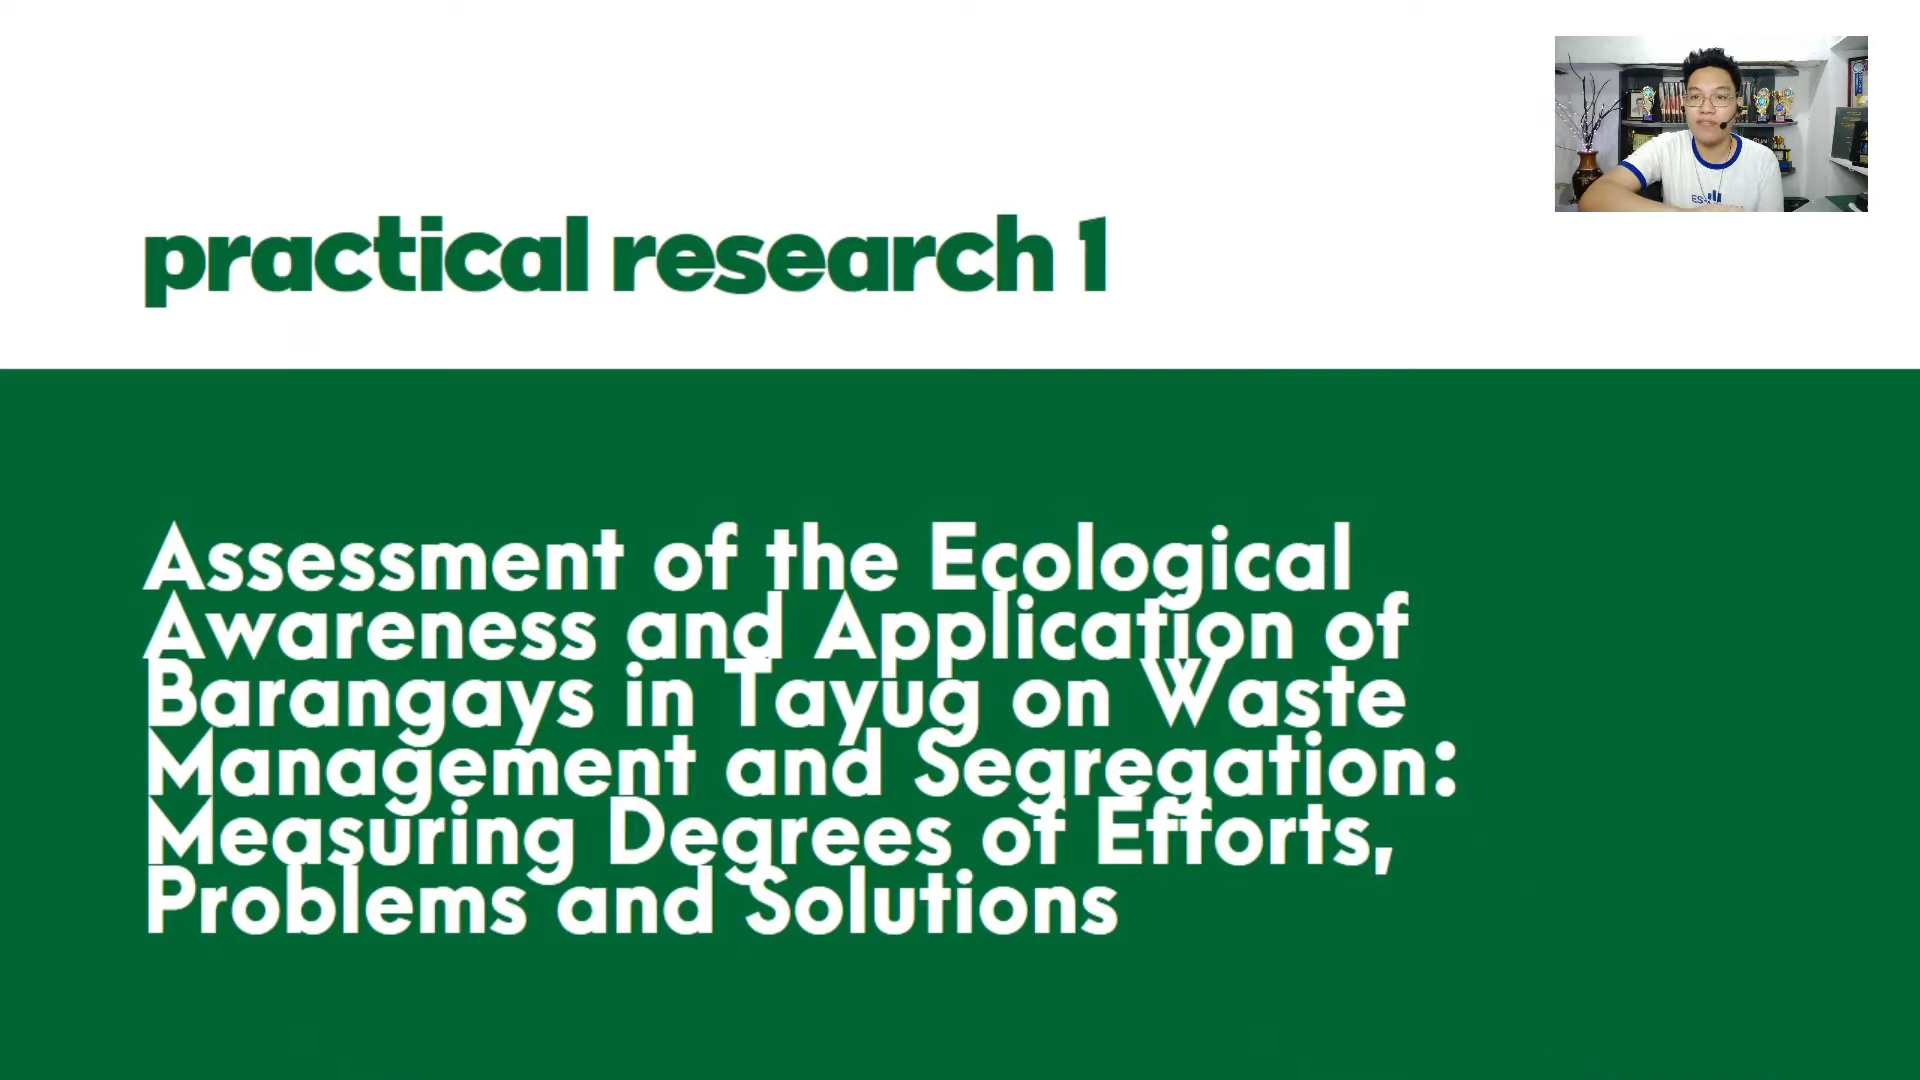 practical research 1
Assessment of the Ecological
Awareness and Application of
Barangays in Tayug on Waste
Management and Segregation:
Measuring Degrees of Efforts,
Problems and Solutions